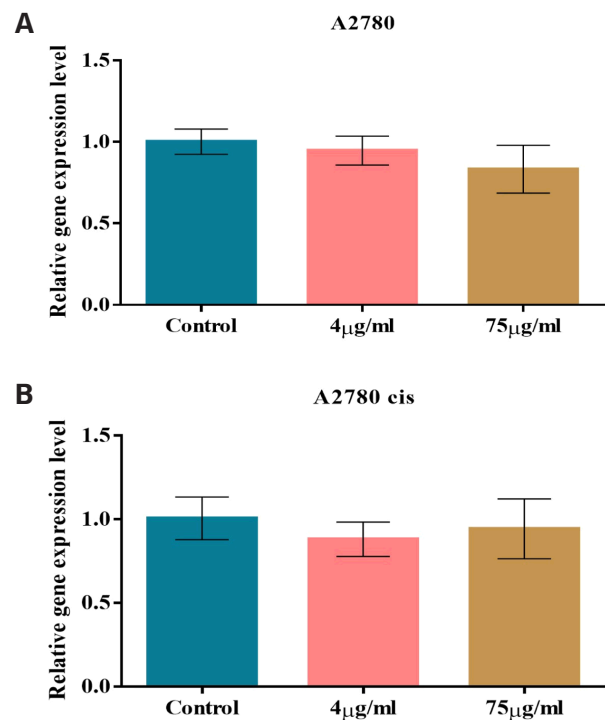 A
A2780
Relative gene expression level
1.5
1.0
0.5
0.0
Control 4μg/ml 75μg/ml
B
A2780 cis
Relative gene expression level
1.5
1.0
0.5
0.0
Control 4μg/ml 75μg/ml